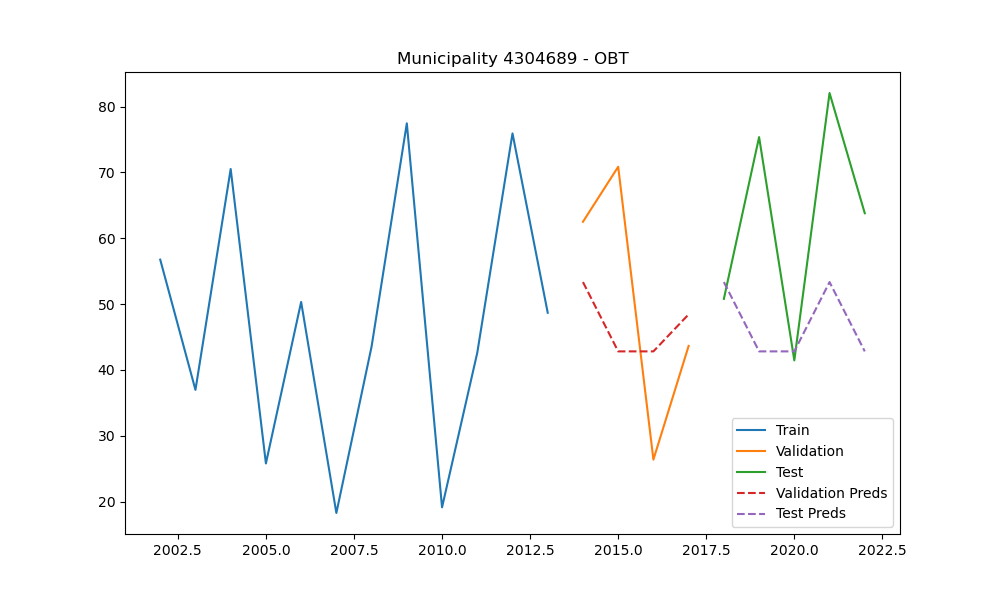 Municipality 4304689 - OBT
80
70
60
50
40
30
20
2002.5
2005.0
2007.5
2010.0
2012.5
2015.0
2017.5
2020.0
2022.5
Train
Validation
Test
Validation Preds
Test Preds